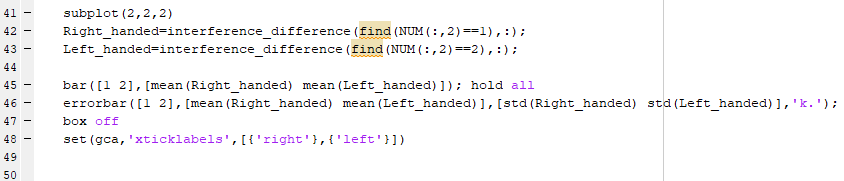 41 – subplot(2,2,2)
42 – Right_handed=interference_difference(find(NUM(:,2)==1),:);
43 – Left_handed=interference_difference(find(NUM(:,2)==2),:);
44
45 – bar([1 2],[mean(Right_handed) mean(Left_handed)]); hold all
46 – errorbar([1 2],[mean(Right_handed) mean(Left_handed)],[std(Right_handed) std(Left_handed)],'k.');
47 – box off
48 – set(gca,'xticklabels',[{'right'},{'left'}])
49
50